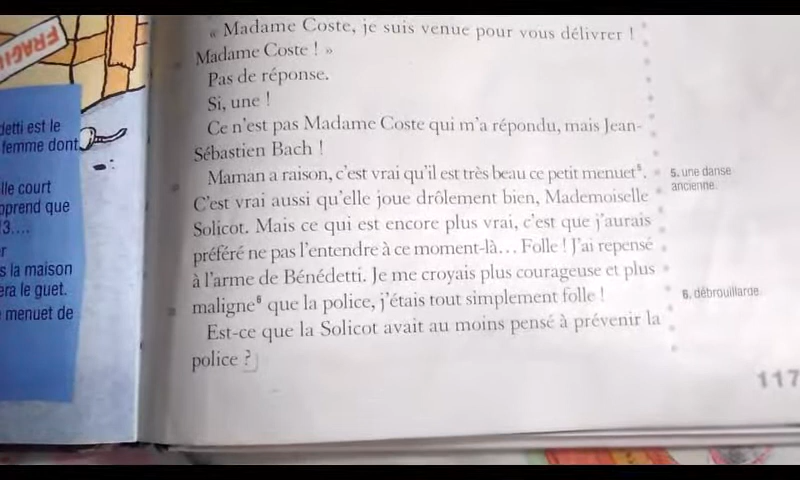 FRAGI
detti est le
femme dont
lle court
pprend que
3....
r
s la maison
era le guet.
menuet de
« Madame Coste, je suis venue pour vous délivrer !
Madame Coste ! »
Pas de réponse.
Si, une !
Ce n'est pas Madame Coste qui m'a répondu, mais Jean-
Sébastien Bach !
Maman a raison, c'est vrai qu'il est très beau ce petit menuet⁵.
C'est vrai aussi qu'elle joue drôlement bien, Mademoiselle
Solicot. Mais ce qui est encore plus vrai, c'est que j'aurais
préféré ne pas l'entendre à ce moment-là... Folle ! J'ai repensé
à l'arme de Bénédetti. Je me croyais plus courageuse et plus
maligne⁶ que la police, j'étais tout simplement folle !
Est-ce que la Solicot avait au moins pensé à prévenir la
police ?
5. une danse
ancienne.
6. débrouillarde.
117